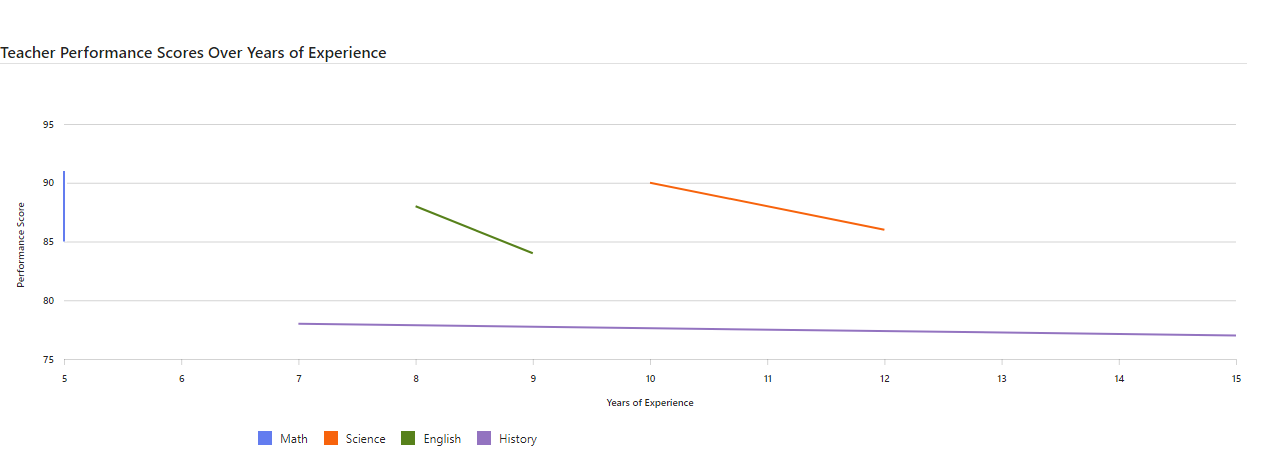 Teacher Performance Scores Over Years of Experience
95
90
85
80
75
Performance Score
5 6 7 8 9 10 11 12 13 14 15
Years of Experience
Math Science English History